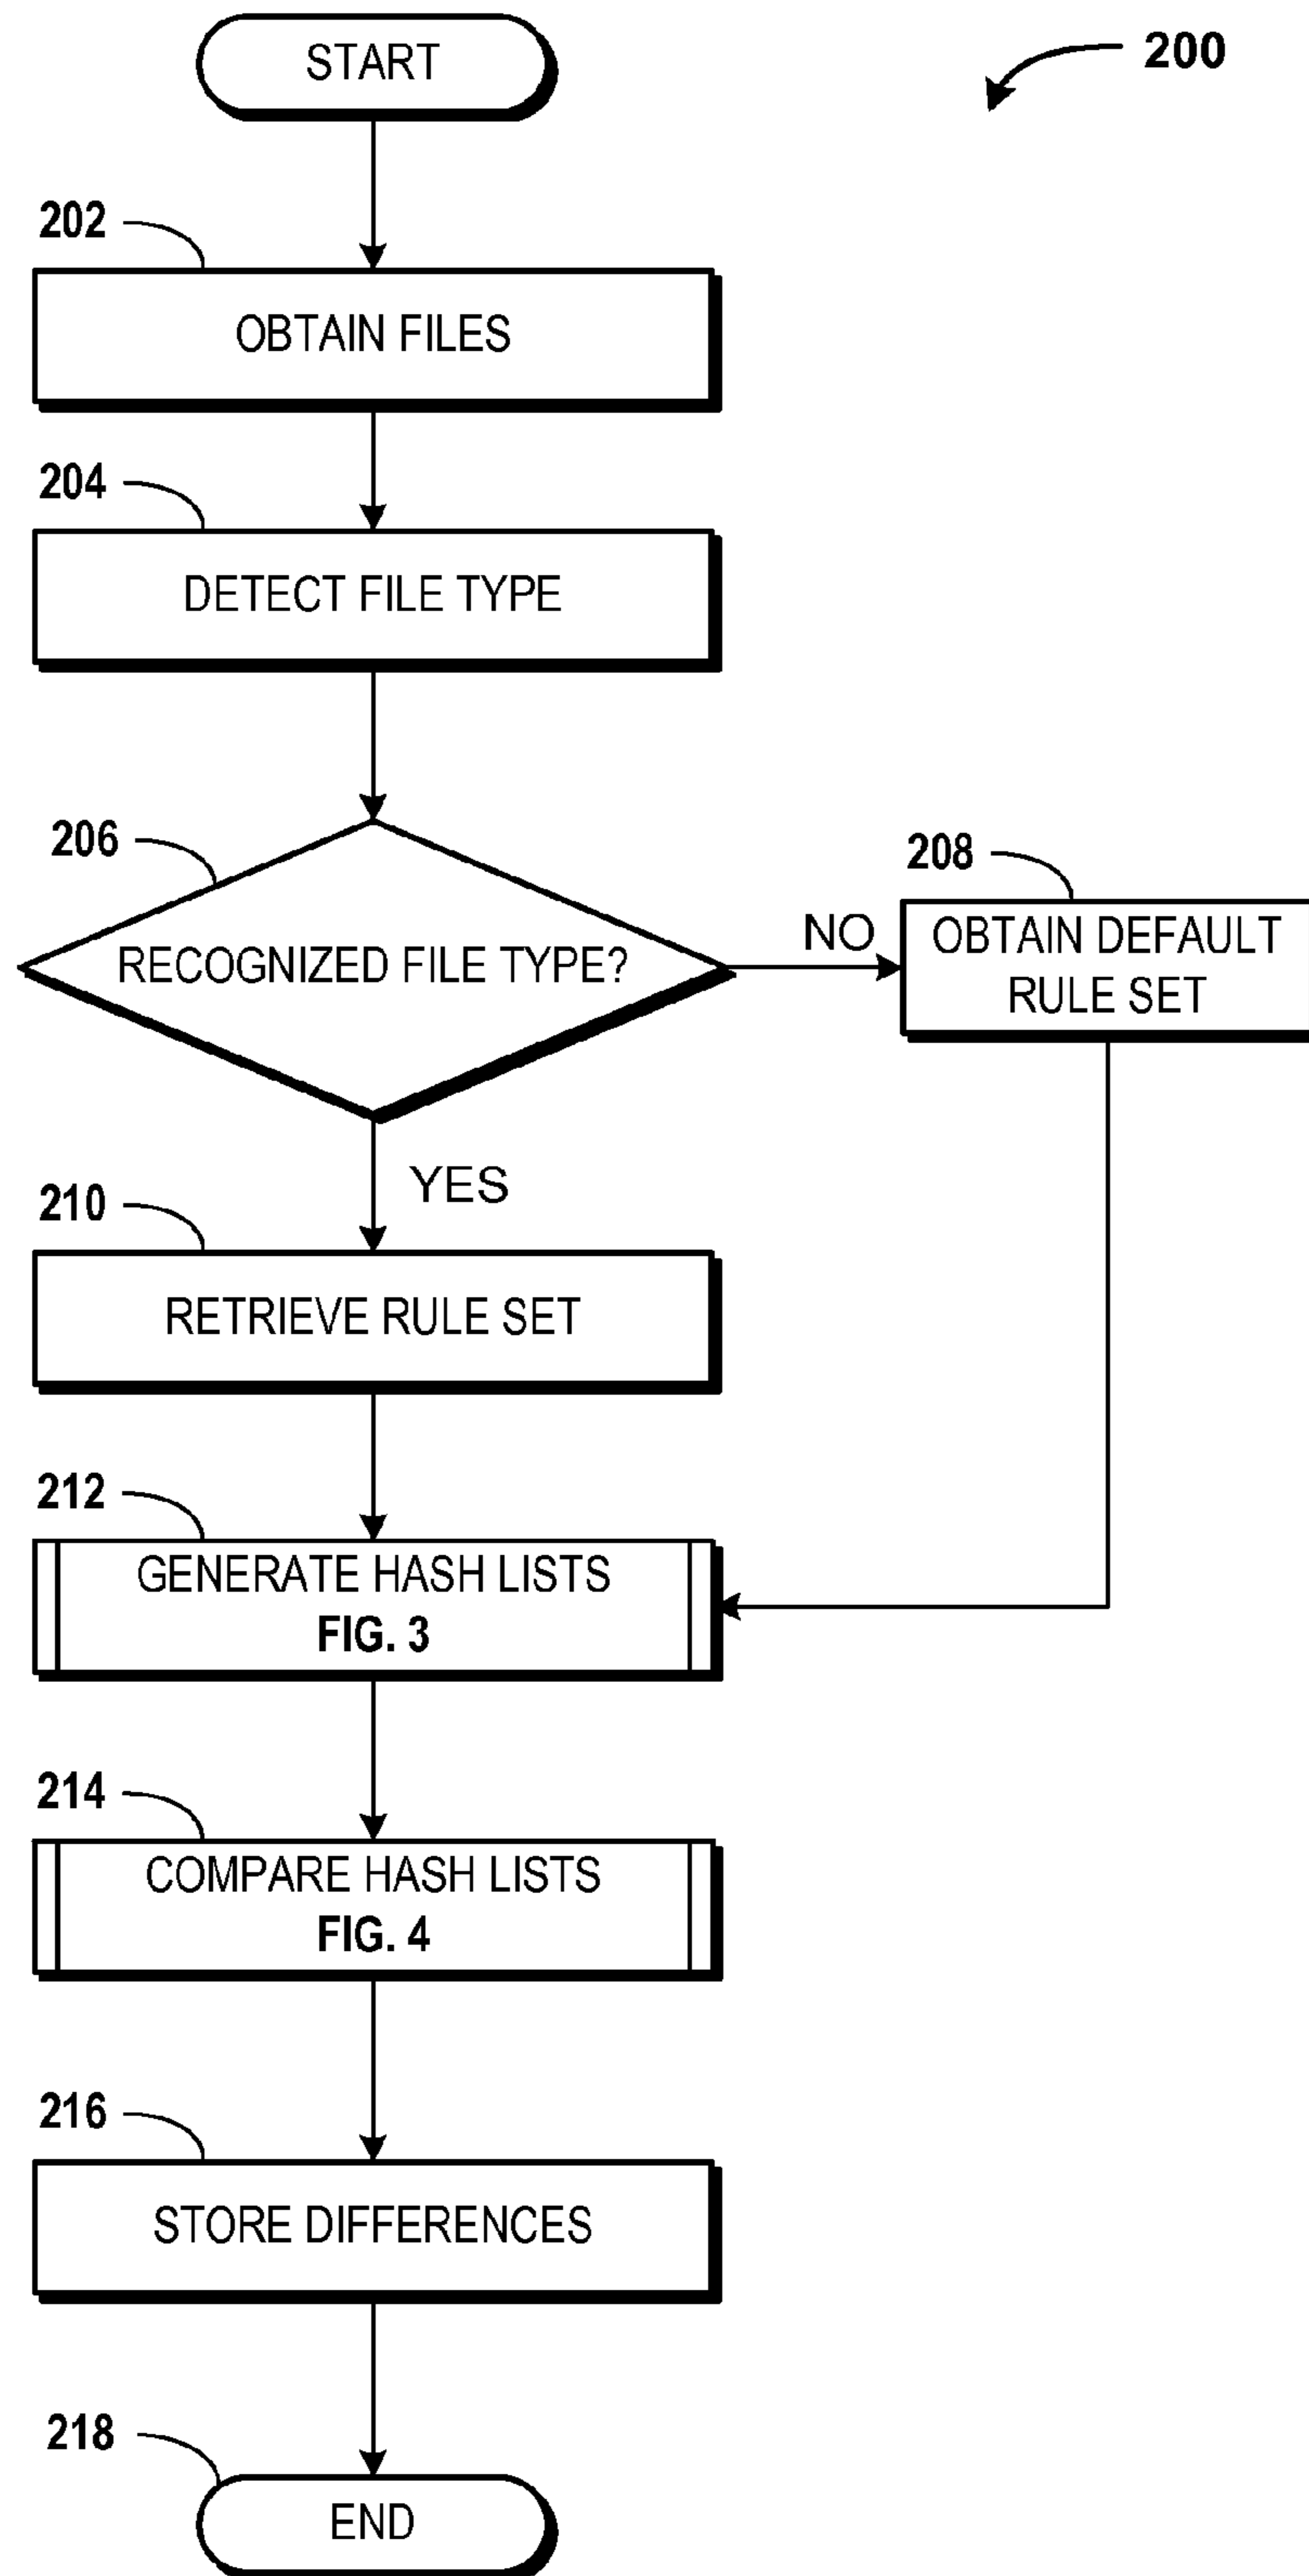 START
200
202
OBTAIN FILES
204
DETECT FILE TYPE
206
RECOGNIZED FILE TYPE?
NO
208
OBTAIN DEFAULT
RULE SET
YES
210
RETRIEVE RULE SET
212
GENERATE HASH LISTS
FIG. 3
214
COMPARE HASH LISTS
FIG. 4
216
STORE DIFFERENCES
218
END